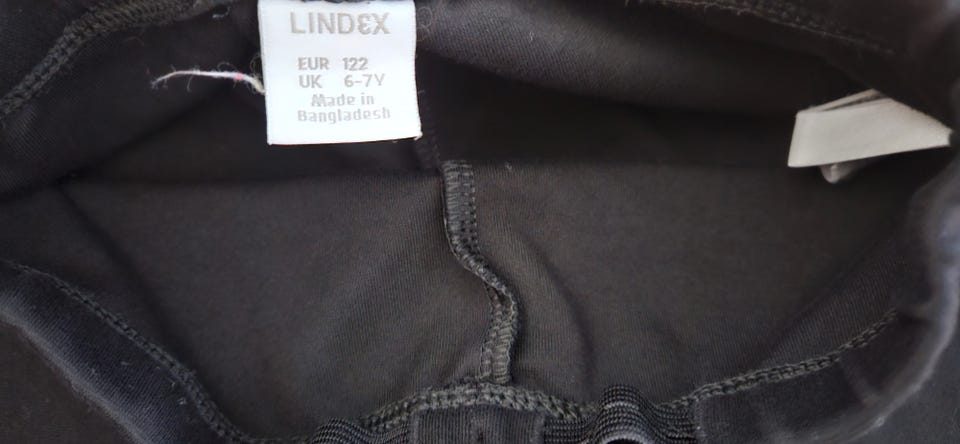 LINDEX
EUR 122
UK 6-7Y
Made in
Bangladesh